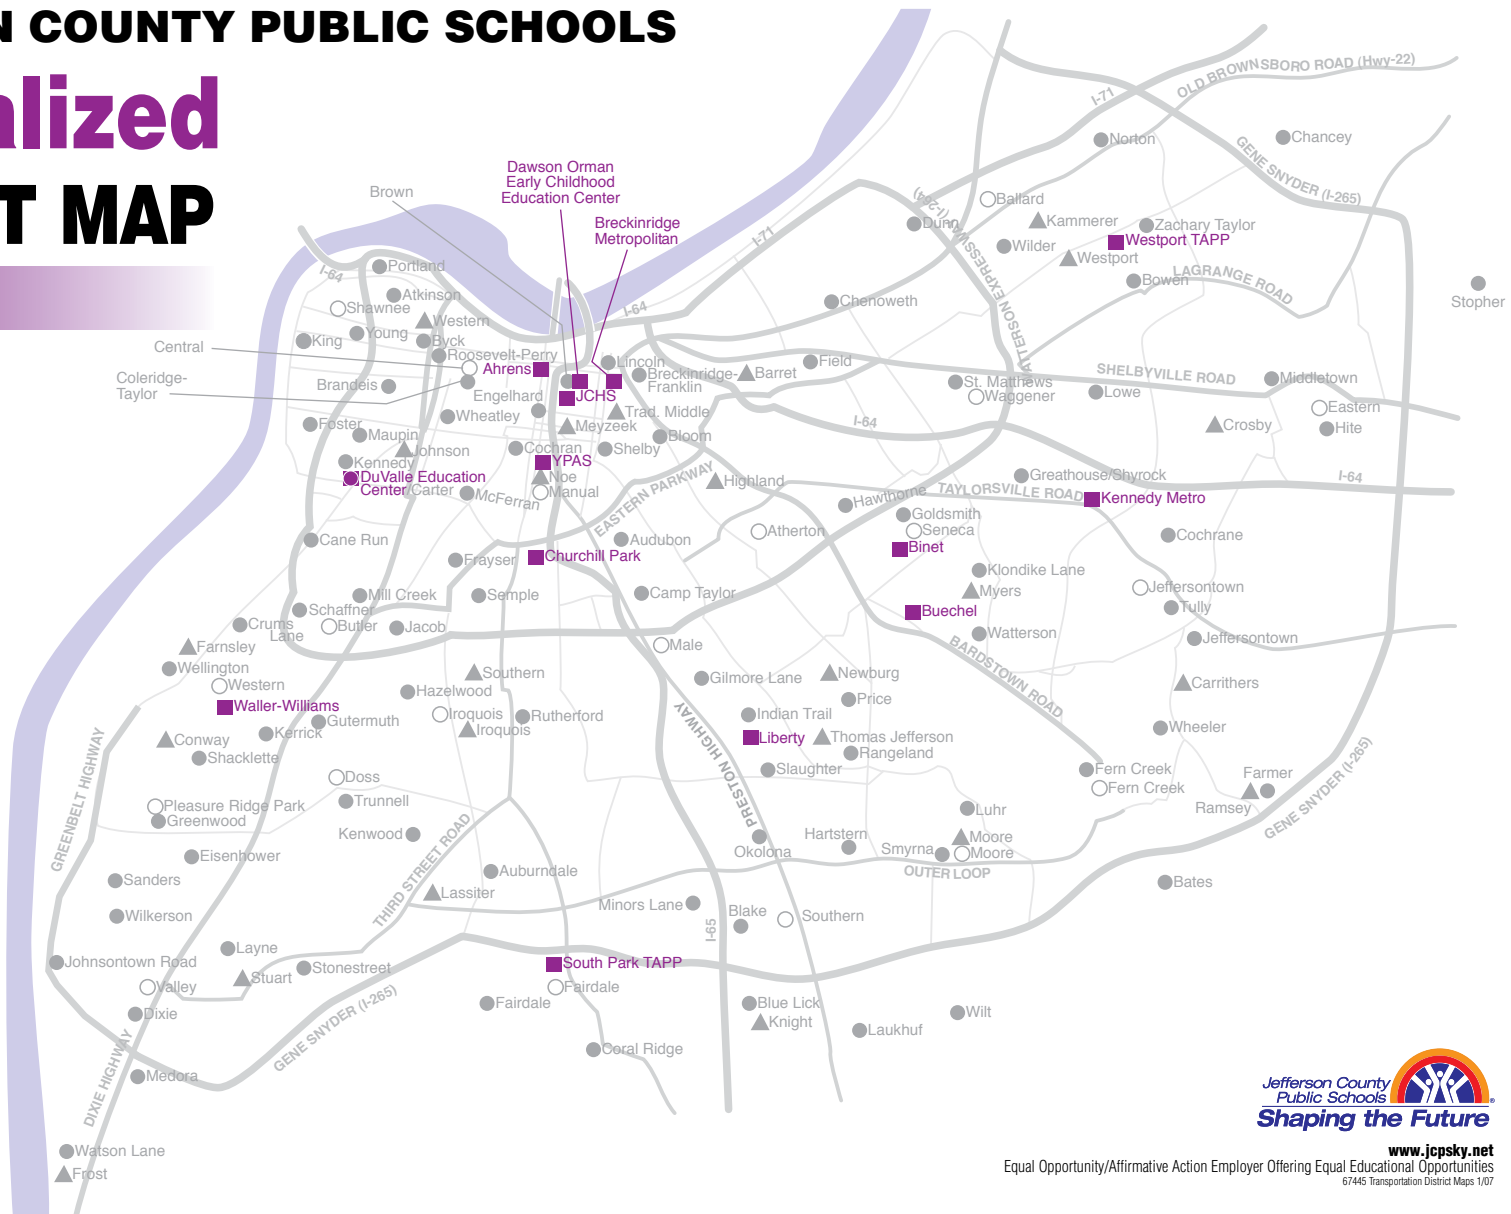 N COUNTY PUBLIC SCHOOLS
alized
T MAP
OLD BROWNSBORO ROAD (Hwy-22)
I-71
Norton
Chancey
GENE SNYDER (I-265)
Dawson Orman
Early Childhood
Education Center
Brown
Breckinridge
Metropolitan
Ballard
Kammerer
Zachary Taylor
Dunn
Wilder
Westport TAPP
Westport
I-71
WATTERSON EXPRESSWAY (I-264)
Portland
I-64
Bowen
LAGRANGE ROAD
Stopher
Atkinson
Shawnee
Chenoweth
I-64
Western
Young
King
Byck
Central
Roosevelt-Perry
Lincoln
Field
Ahrens
Breckinridge-
Franklin
Barret
SHELBYVILLE ROAD
Middletown
Coleridge-
Taylor
Brandeis
Engelhard
JCHS
St. Matthews
Waggener
Lowe
Eastern
Wheatley
Trad. Middle
I-64
Foster
Meyzeek
Crosby
Hite
Maupin
Bloom
Johnson
Cochran
Shelby
Kennedy
YPAS
DuValle Education
Center/Carter
Noe
Manual
McFerran
EASTERN PARKWAY
Highland
Greathouse/Shyrock
I-64
Hawthorne
TAYLORSVILLE ROAD
Kennedy Metro
Goldsmith
Seneca
Atherton
Cane Run
Audubon
Cochrane
Binet
Frayser
Churchill Park
Klondike Lane
Myers
Jeffersontown
Mill Creek
Semple
Camp Taylor
Tully
Schaffner
Buechel
Crums
Lane
Butler
Jacob
Watterson
Jeffersontown
Farnsley
Male
BARDSTOWN ROAD
Wellington
Southern
Gilmore Lane
Newburg
Western
Hazelwood
Carrithers
Waller-Williams
Price
Gutermuth
Iroquois
Rutherford
Indian Trail
Kerrick
Iroquois
PRESTON HIGHWAY
Wheeler
Conway
Liberty
Thomas Jefferson
Shacklette
Rangeland
GREENBELT HIGHWAY
Doss
Slaughter
Fern Creek
Farmer
Fern Creek
Ramsey
GENE SNYDER (I-265)
Pleasure Ridge Park
Trunnell
Greenwood
Luhr
Kenwood
Hartstern
Moore
Okolona
Smyrna
Moore
Eisenhower
THIRD STREET ROAD
Auburndale
OUTER LOOP
Sanders
Bates
Lassiter
Minors Lane
Blake
Southern
Wilkerson
I-65
Layne
Johnsontown Road
Stonestreet
South Park TAPP
Stuart
Valley
Fairdale
GENE SNYDER (I-265)
Fairdale
Blue Lick
Dixie
Wilt
Knight
Laukhuf
DIXIE HIGHWAY
Coral Ridge
Medora
Watson Lane
Frost
Jefferson County
Public Schools
®
Shaping the Future
www.jcpsky.net
Equal Opportunity/Affirmative Action Employer Offering Equal Educational Opportunities
67445 Transportation District Maps 1/07